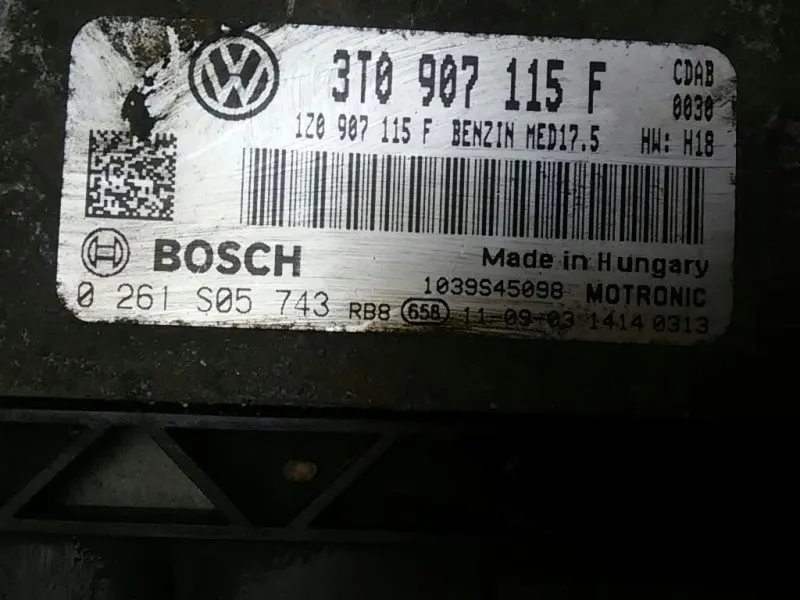 3T0 907 115 F CDAB
1Z0 907 115 F BENZIN MED17.5 0030
HW: H18
BOSCH Made in Hungary
1039S45098 MOTRONIC
0 261 S05 743 RB8 658 11-09-03 1414 0313